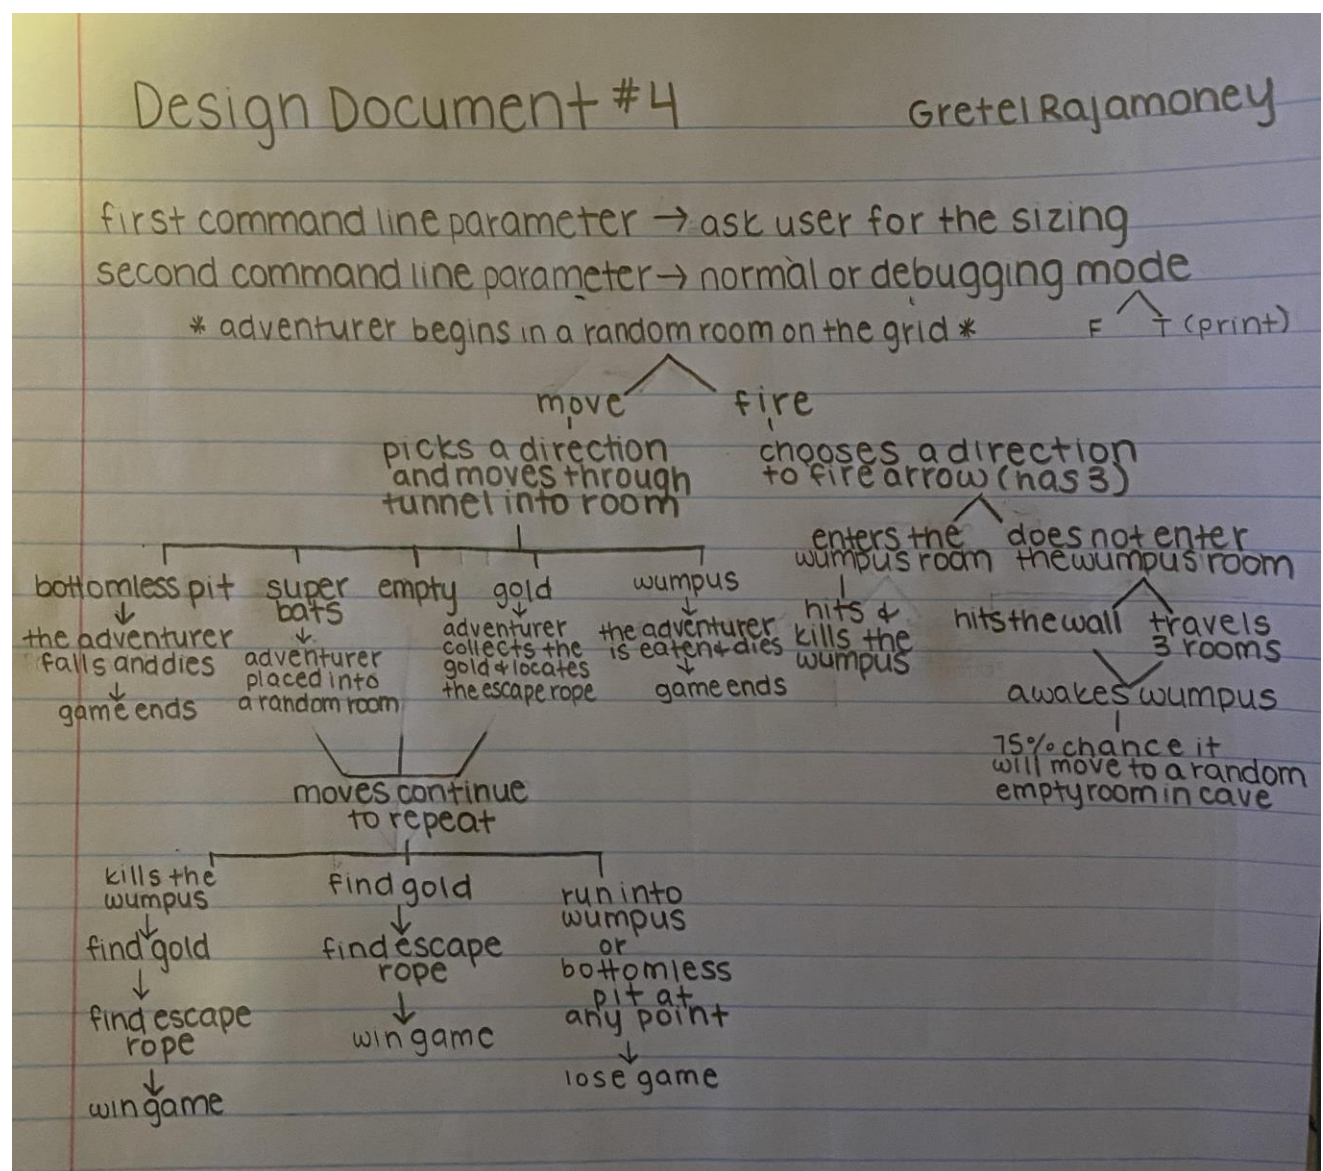 Design Document #4
Gretel Rajamoney
first command line parameter → ask user for the sizing
second command line parameter → normal or debugging mode
F T (print)
* adventurer begins in a random room on the grid *
move
picks a direction
and moves through
tunnel into room
fire
chooses a direction
to fire arrow (has 3)
bottomless pit
↓
the adventurer
falls and dies
↓
game ends
super
bats
↓
adventurer
placed into
a random room
empty
gold
↓
adventurer
collects the
gold & locates
the escape rope
wumpus
↓
the adventurer
is eaten & dies
↓
game ends
enters the
wumpus room
hits &
kills the
wumpus
does not enter
the wumpus room
hits the wall
travels
3 rooms
awakes wumpus
75% chance it
will move to a random
empty room in cave
moves continue
to repeat
kills the
wumpus
↓
find gold
↓
find escape
rope
↓
win game
find gold
↓
find escape
rope
↓
win game
run into
wumpus
or
bottomless
pit at
any point
↓
lose game